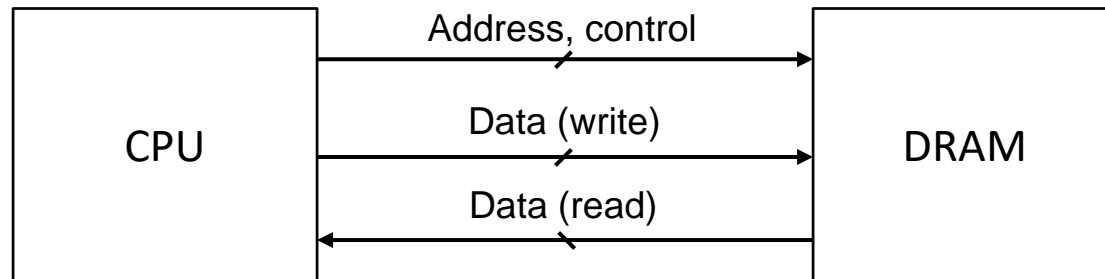 Address, control
CPU
Data (write)
DRAM
Data (read)